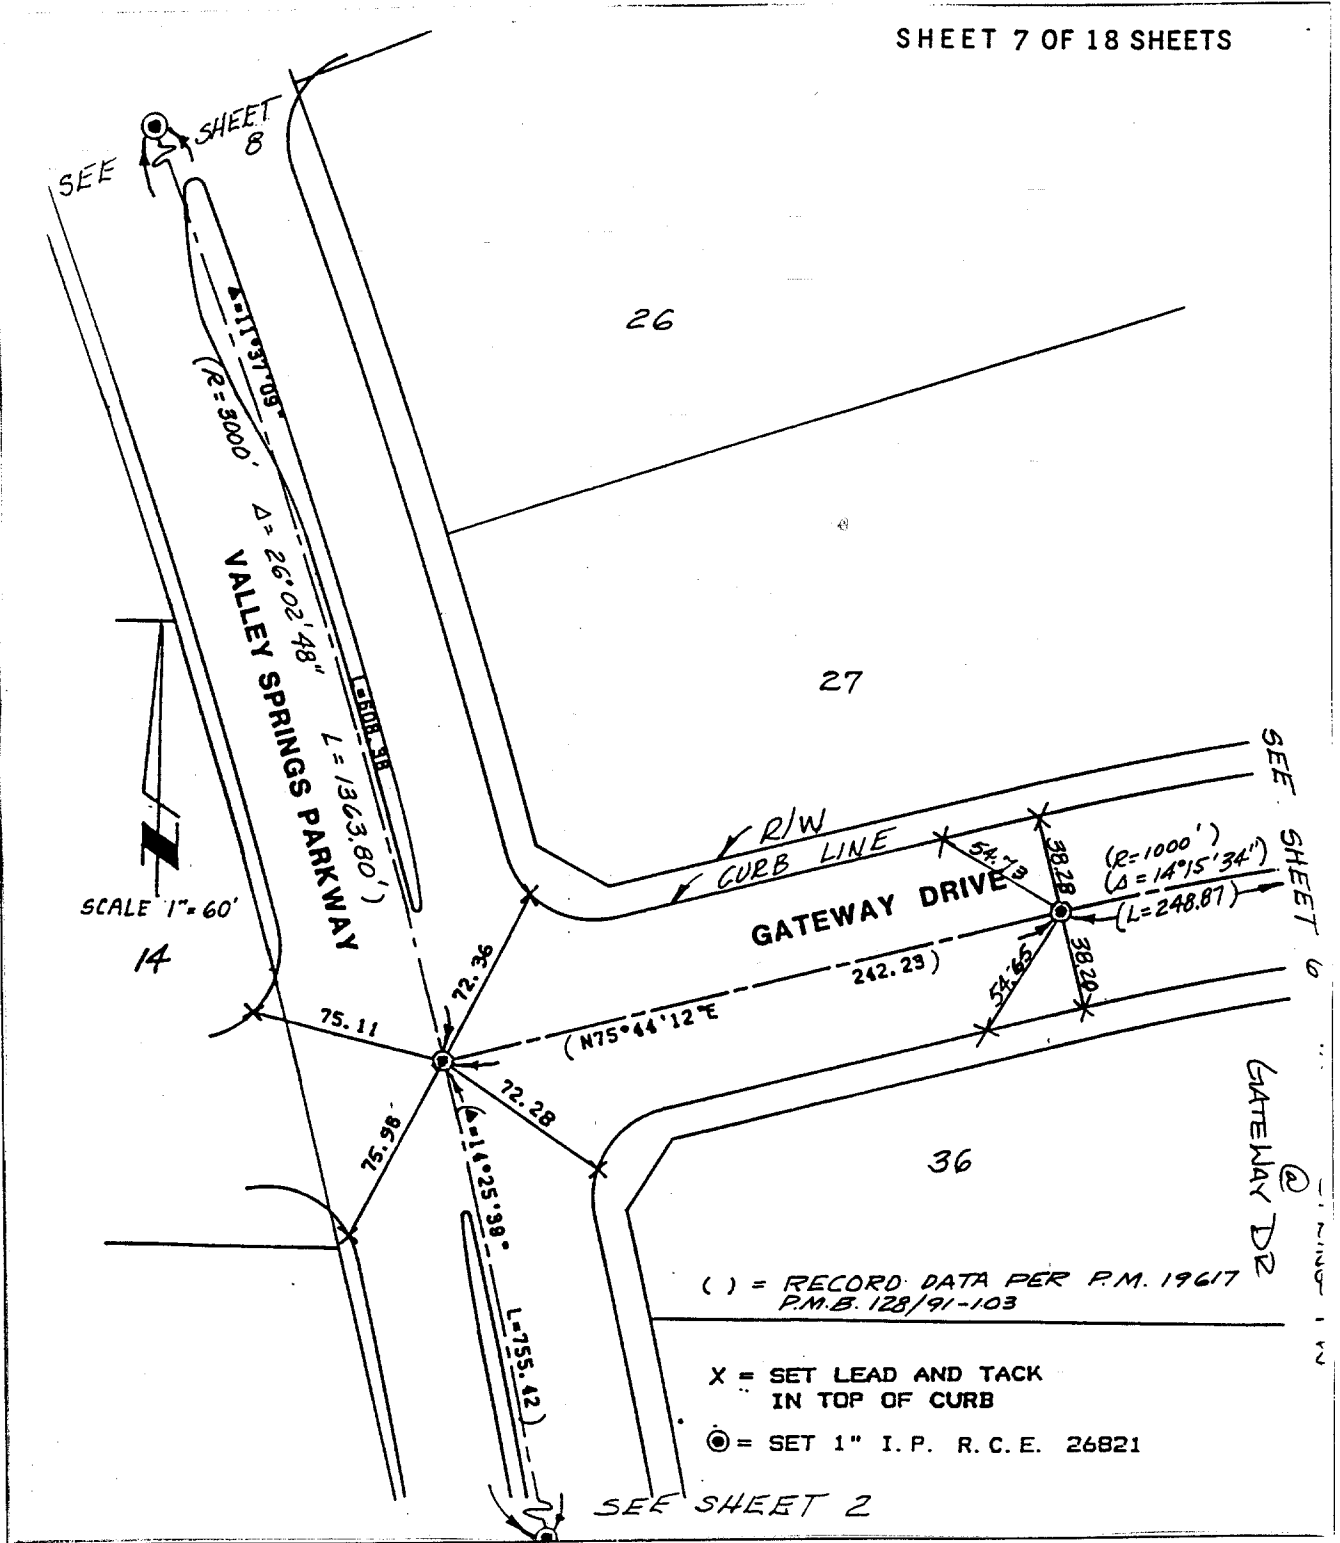 SHEET 7 OF 18 SHEETS
SEE SHEET 8
26
Δ=11°37'09"
(R=3000' Δ=26°02'48" L=1363.80')
VALLEY SPRINGS PARKWAY
L=608.38
27
SEE SHEET 6
R/W
CURB LINE
54.73
38.28
(R=1000')
(Δ=14°15'34")
(L=248.87)
SCALE 1"=60'
14
GATEWAY DRIVE
72.36
242.23)
54.65
38.20
75.11
(N75°44'12"E
72.28
75.98
(Δ=14°25'39"
36
GATEWAY DR
@
L=755.42)
( ) = RECORD DATA PER P.M. 19617
P.M.B. 128/91-103
X = SET LEAD AND TACK
IN TOP OF CURB
= SET 1" I.P. R.C.E. 26821
SEE SHEET 2